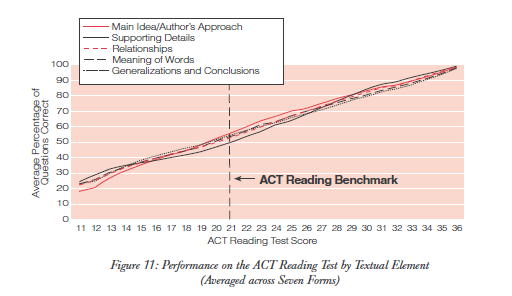 Main Idea/Author's Approach
Supporting Details
Relationships
Meaning of Words
Generalizations and Conclusions
100
90
80
70
60
50
40
30
20
10
0
Average Percentage of
Questions Correct
ACT Reading Benchmark
11 12 13 14 15 16 17 18 19 20 21 22 23 24 25 26 27 28 29 30 31 32 33 34 35 36
ACT Reading Test Score
Figure 11: Performance on the ACT Reading Test by Textual Element
(Averaged across Seven Forms)